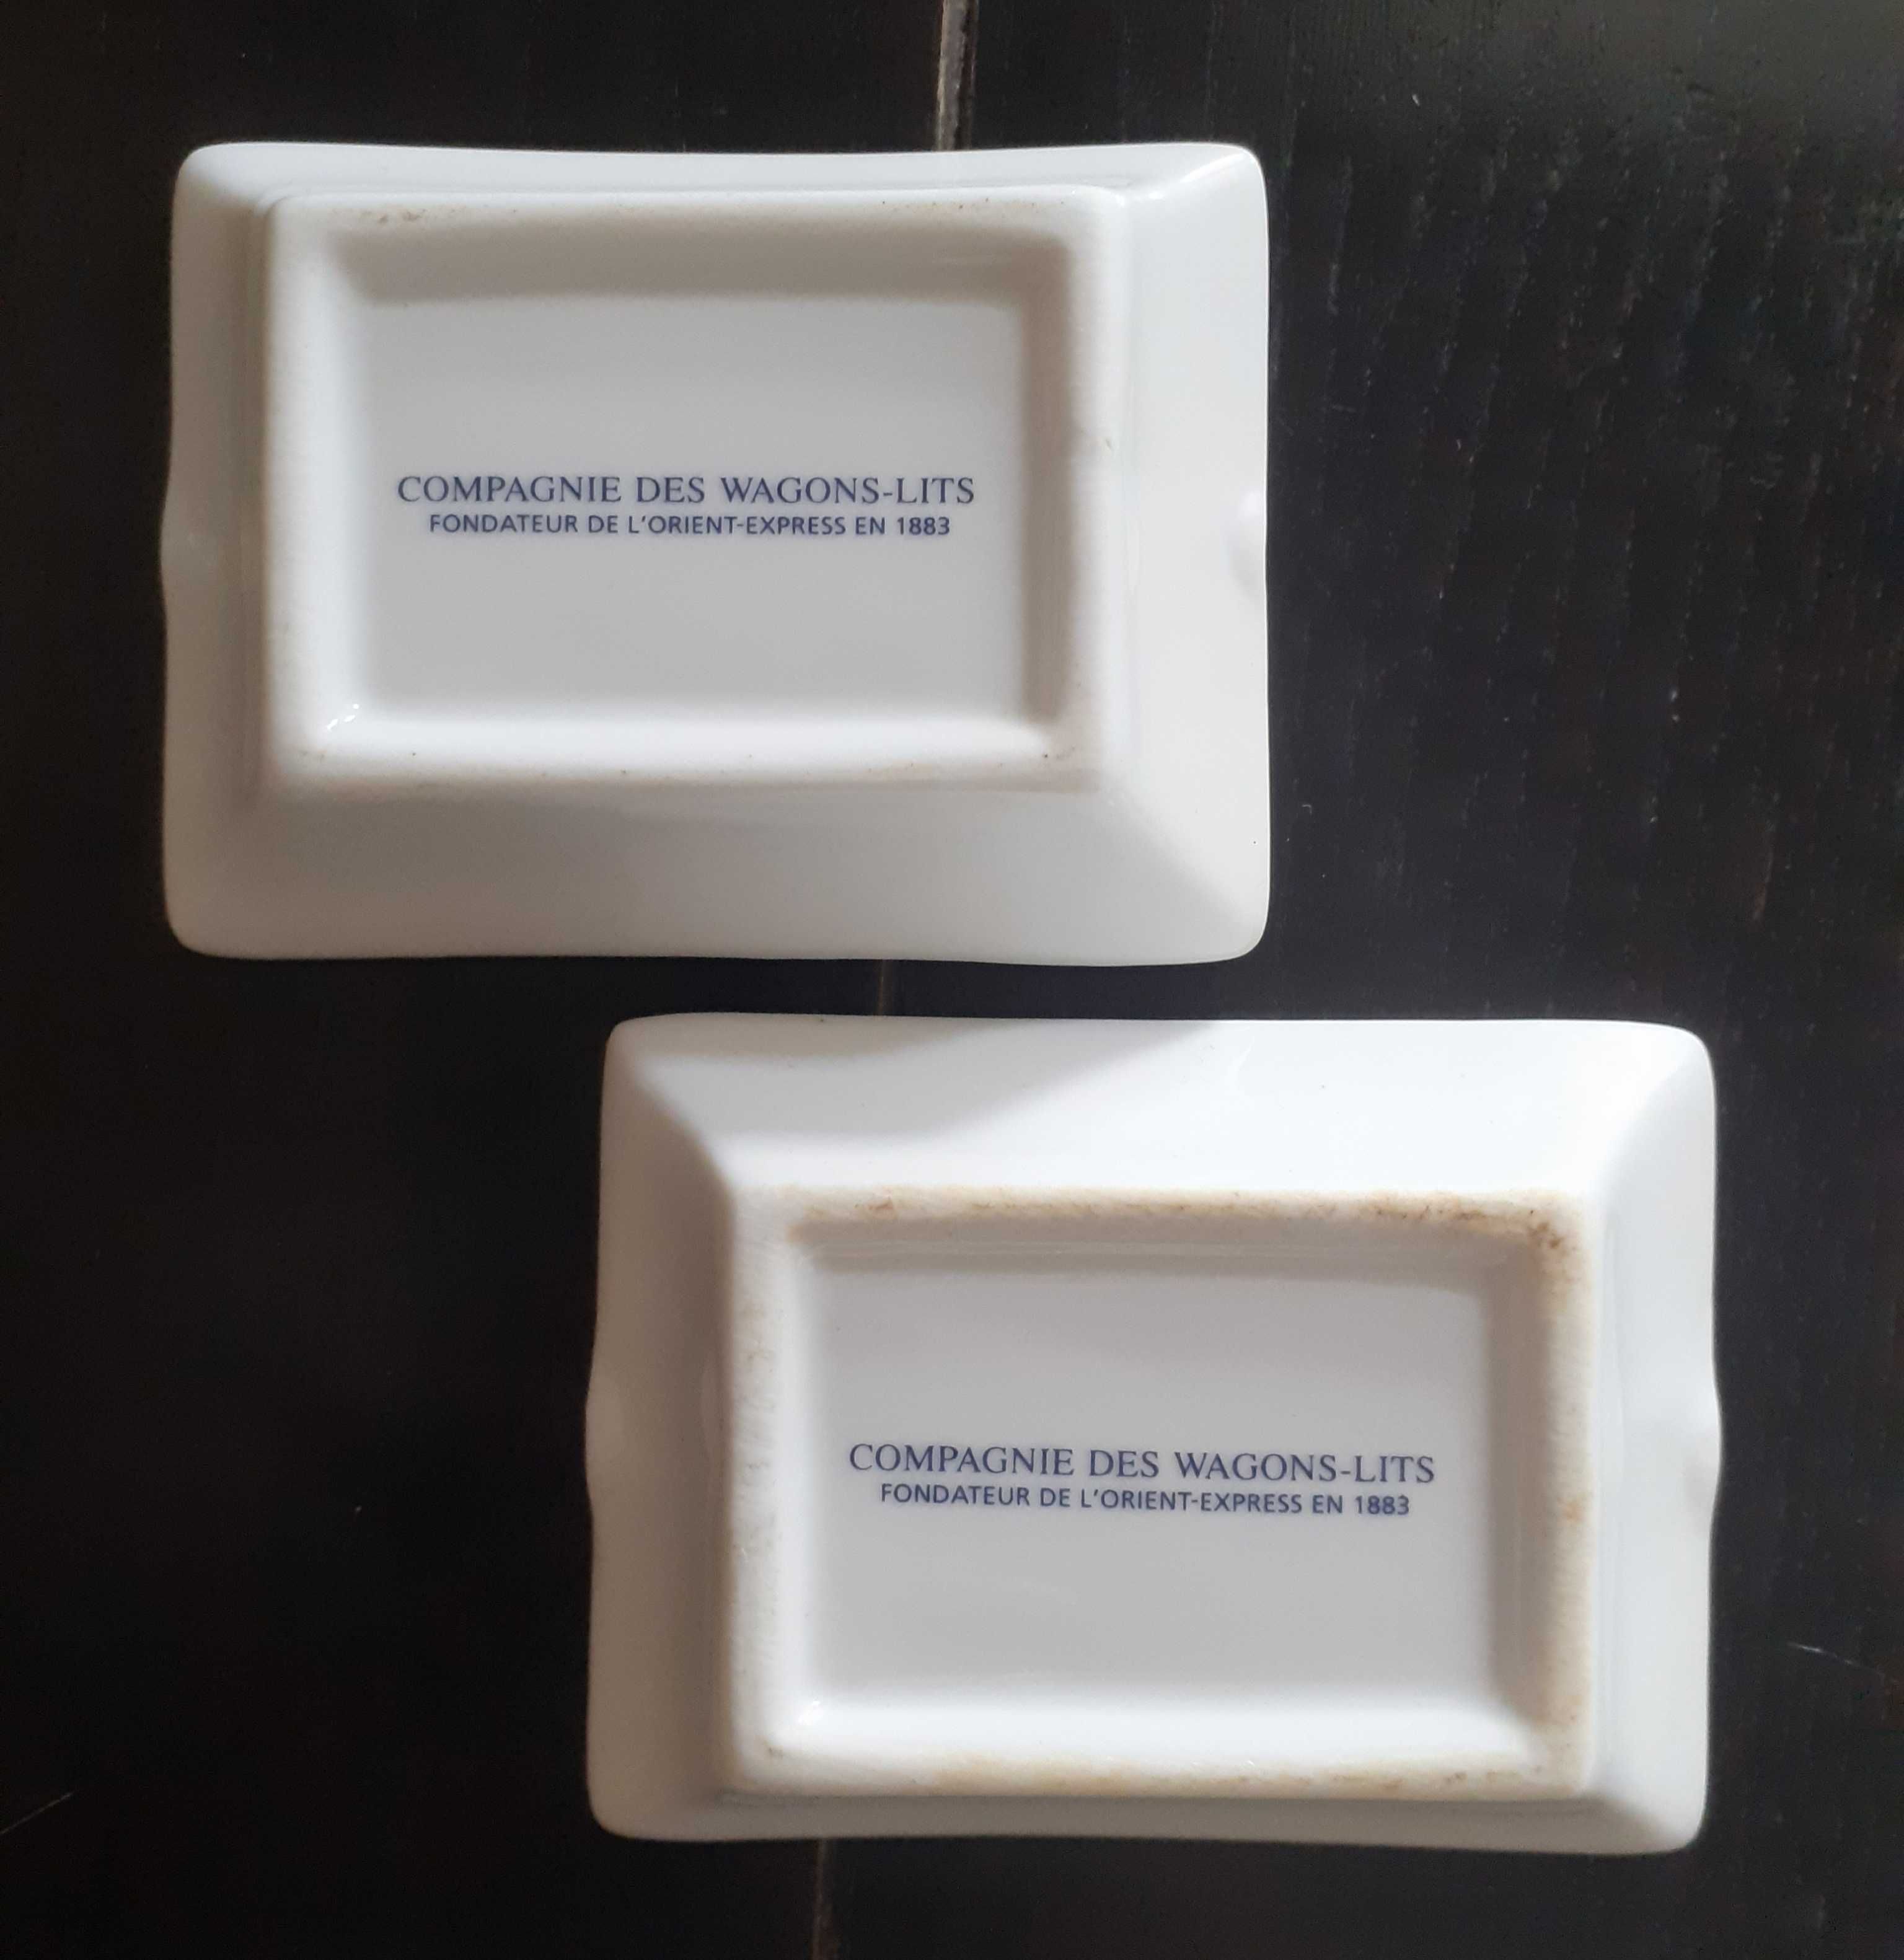 COMPAGNIE DES WAGONS-LITS
FONDATEUR DE L'ORIENT-EXPRESS EN 1883
COMPAGNIE DES WAGONS-LITS
FONDATEUR DE L'ORIENT-EXPRESS EN 1883